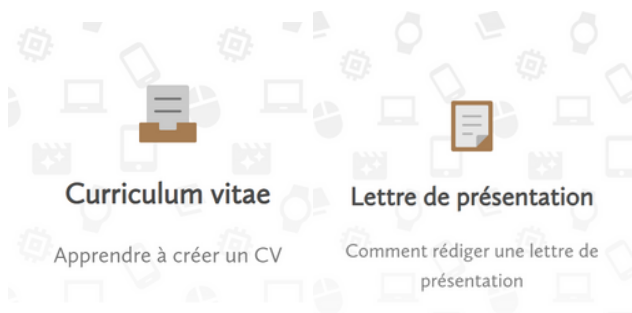 Curriculum vitae
Apprendre à créer un CV
Lettre de présentation
Comment rédiger une lettre de
présentation